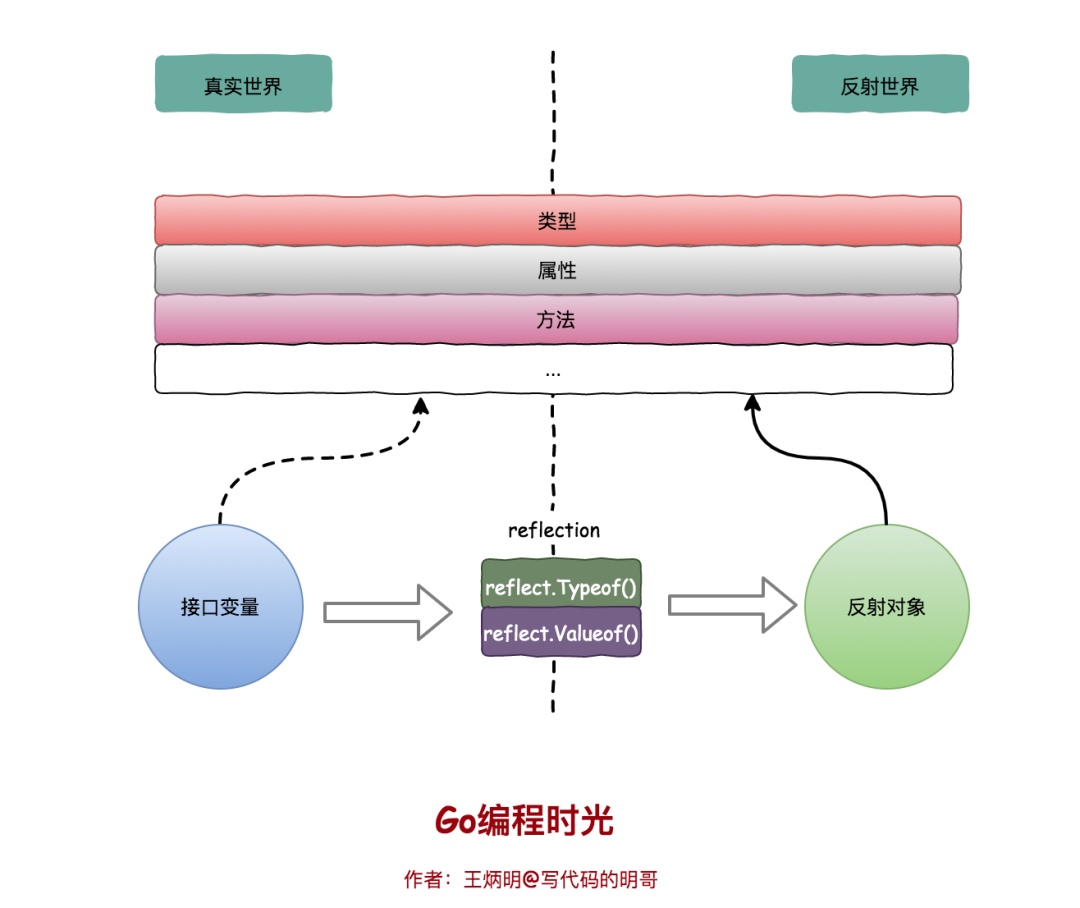 真实世界
反射世界
类型
属性
方法
...
reflection
接口变量
reflect.Typeof()
reflect.Valueof()
反射对象
Go编程时光
作者：王炳明@写代码的明哥